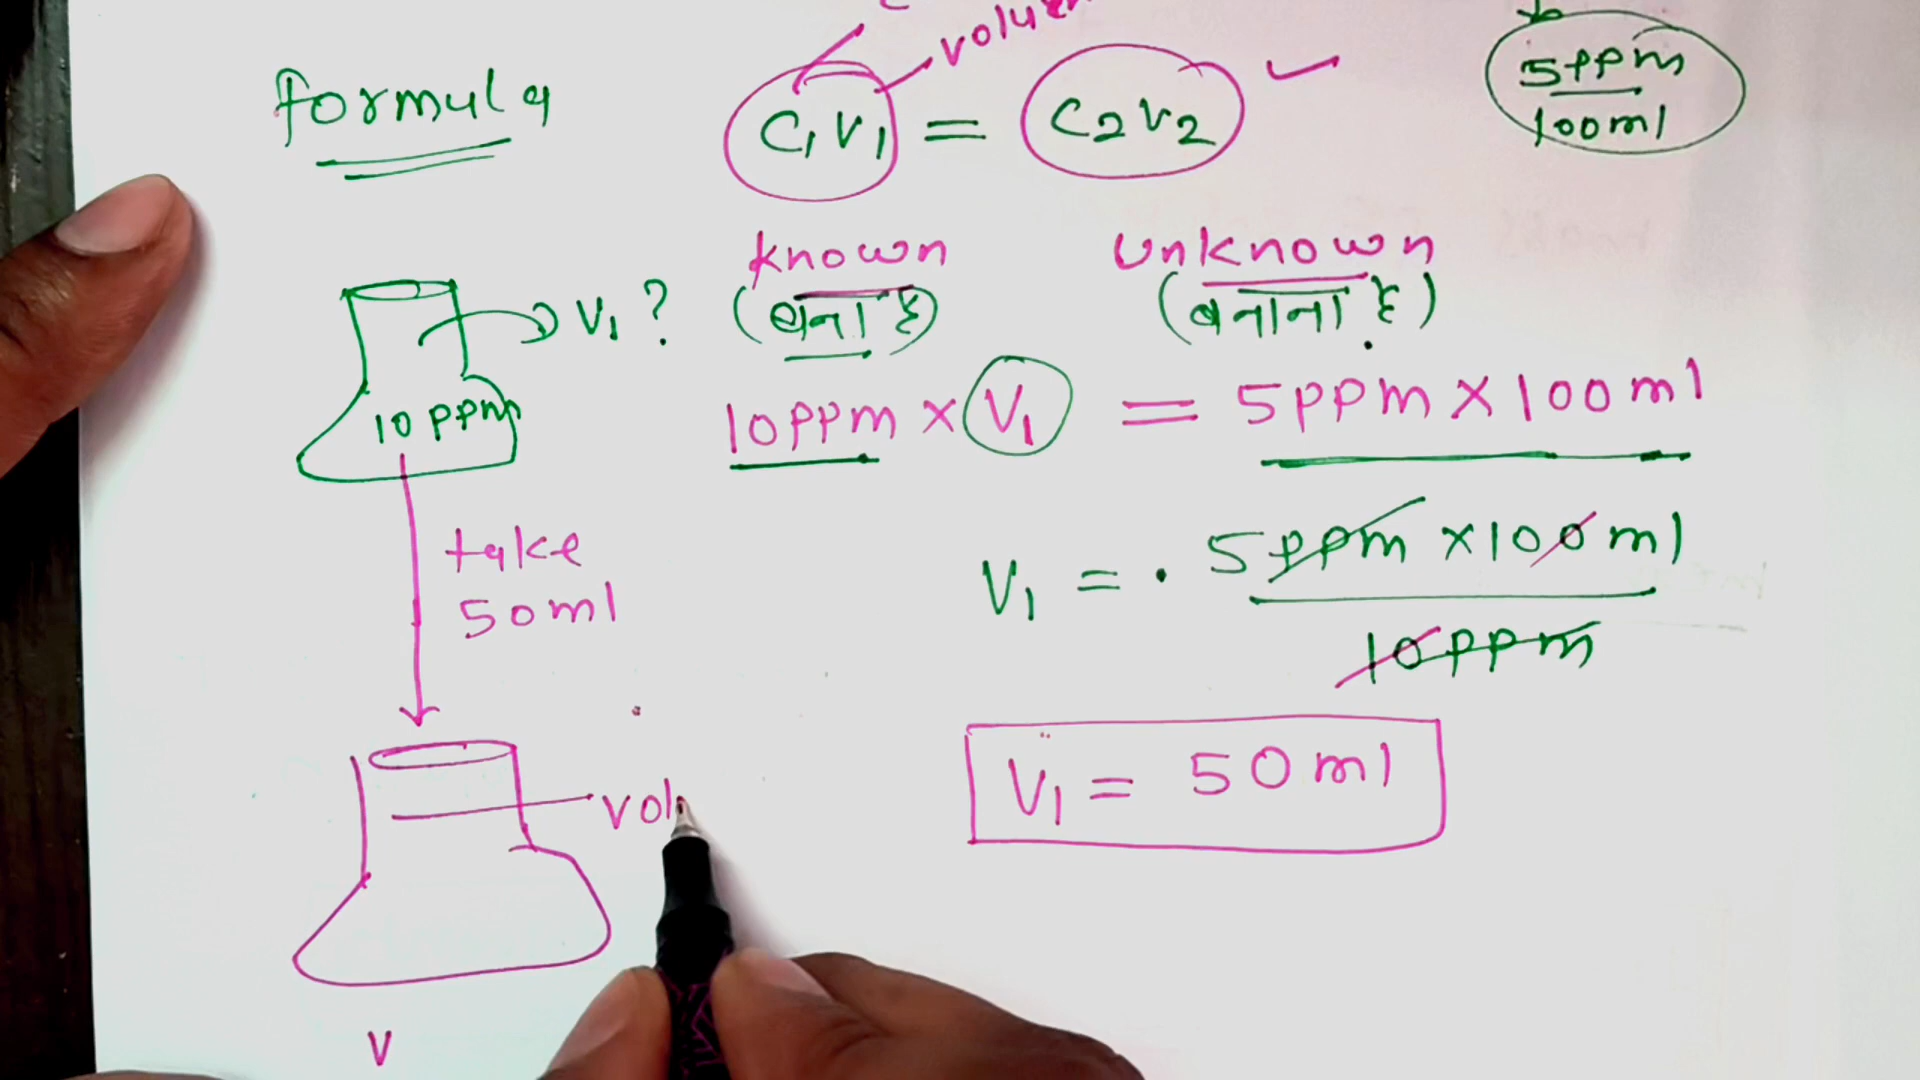 volu
formula
C1V1 = C2V2 ✓
5ppm
100ml
known
unknown
(बना है)
(बनाना है)
V1 ?
10 ppm
10ppm × V1 = 5ppm × 100ml
take
50ml
V1 = 5ppm × 100ml
10ppm
V1 = 50ml
vol
V